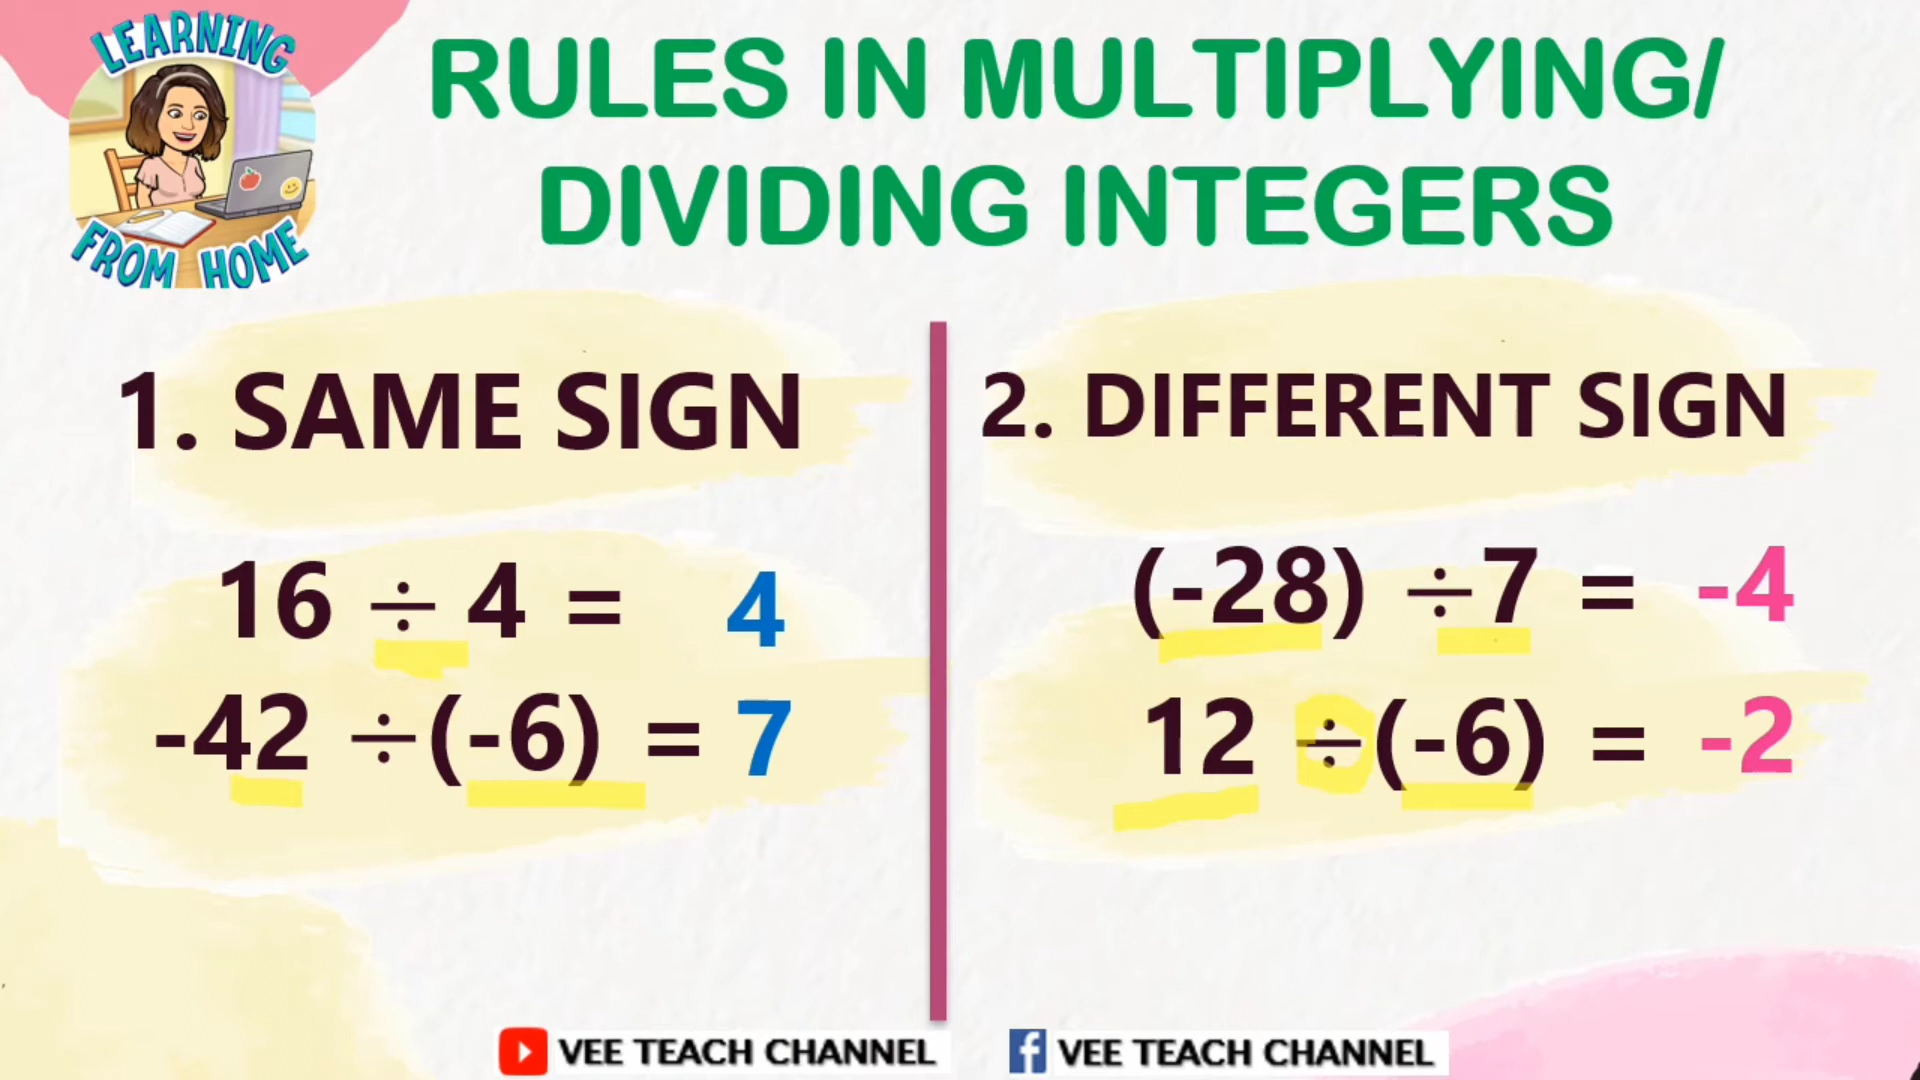 LEARNING
FROM HOME
RULES IN MULTIPLYING/
DIVIDING INTEGERS
1. SAME SIGN
16 ÷ 4 = 4
-42 ÷(-6) = 7
2. DIFFERENT SIGN
(-28) ÷7 = -4
12 ÷(-6) = -2
VEE TEACH CHANNEL
f VEE TEACH CHANNEL